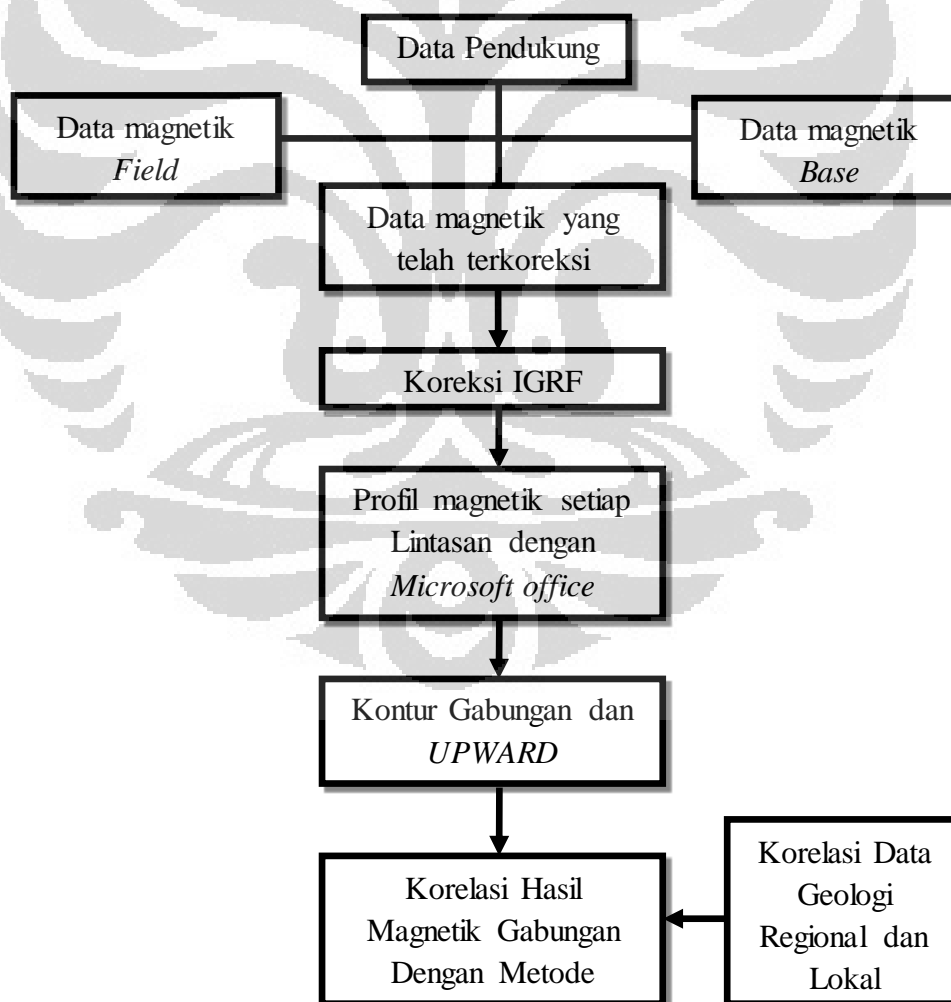 Data Pendukung
Data magnetik
Field
Data magnetik
Base
Data magnetik yang
telah terkoreksi
Koreksi IGRF
Profil magnetik setiap
Lintasan dengan
Microsoft office
Kontur Gabungan dan
UPWARD
Korelasi Hasil
Magnetik Gabungan
Dengan Metode
Korelasi Data
Geologi
Regional dan
Lokal